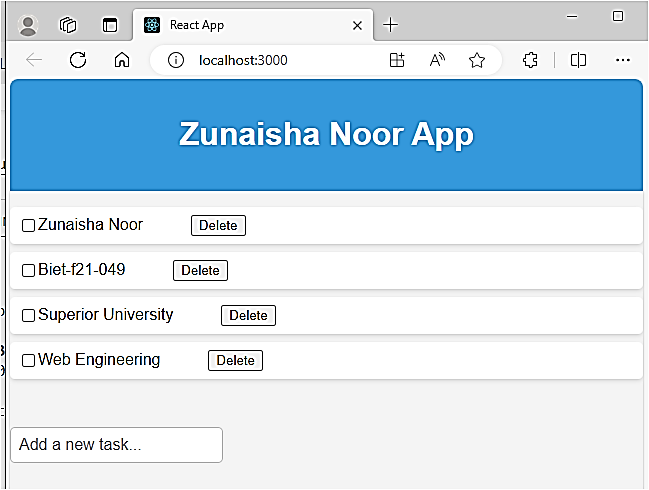 React App
localhost:3000
Zunaisha Noor App
Zunaisha Noor Delete
Biet-f21-049 Delete
Superior University Delete
Web Engineering Delete
Add a new task...